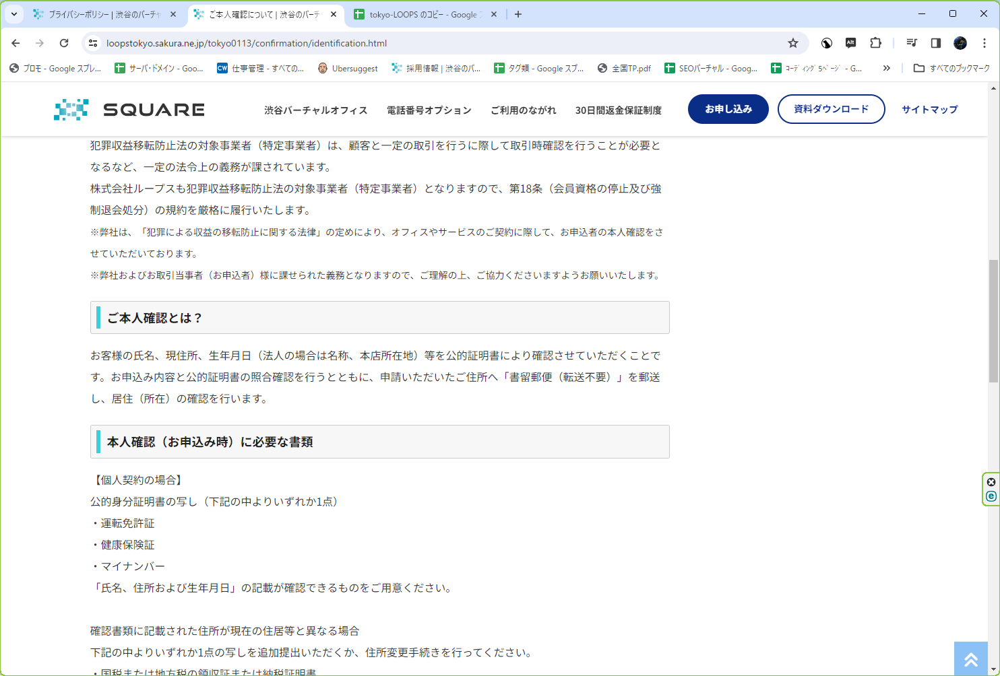 プライバシーポリシー | 渋谷のバーチャ
ご本人確認について | 渋谷のバーチ
tokyo-LOOPS のコピー - Google ス
loopstokyo.sakura.ne.jp/tokyo0113/confirmation/identification.html
プロモ - Google スプレ...
サーバ・ドメイン - Goo...
CW 仕事管理 - すべての...
Ubersuggest
採用情報 | 渋谷のバ...
タグ類 - Google スプ...
全国TP.pdf
SEOバーチャル - Goog...
コーディング 5ページ - G...
すべてのブックマーク
SQUARE
渋谷バーチャルオフィス
電話番号オプション
ご利用のながれ
30日間返金保証制度
お申し込み
資料ダウンロード
サイトマップ
犯罪収益移転防止法の対象事業者（特定事業者）は、顧客と一定の取引を行うに際して取引時確認を行うことが必要と
なるなど、一定の法令上の義務が課されています。
株式会社ループスも犯罪収益移転防止法の対象事業者（特定事業者）となりますので、第18条（会員資格の停止及び強
制退会処分）の規約を厳格に履行いたします。
※弊社は、「犯罪による収益の移転防止に関する法律」の定めにより、オフィスやサービスのご契約に際して、お申込者の本人確認をさ
せていただいております。
※弊社およびお取引当事者（お申込者）様に課せられた義務となりますので、ご理解の上、ご協力くださいますようお願いいたします。
ご本人確認とは？
お客様の氏名、現住所、生年月日（法人の場合は名称、本店所在地）等を公的証明書により確認させていただくことで
す。お申込み内容と公的証明書の照合確認を行うとともに、申請いただいたご住所へ「書留郵便（転送不要）」を郵送
し、居住（所在）の確認を行います。
本人確認（お申込み時）に必要な書類
【個人契約の場合】
公的身分証明書の写し（下記の中よりいずれか1点）
・運転免許証
・健康保険証
・マイナンバー
「氏名、住所および生年月日」の記載が確認できるものをご用意ください。
確認書類に記載された住所が現在の住居等と異なる場合
下記の中よりいずれか1点の写しを追加提出いただくか、住所変更手続きを行ってください。
・国税または地方税の領収証または納税証明書